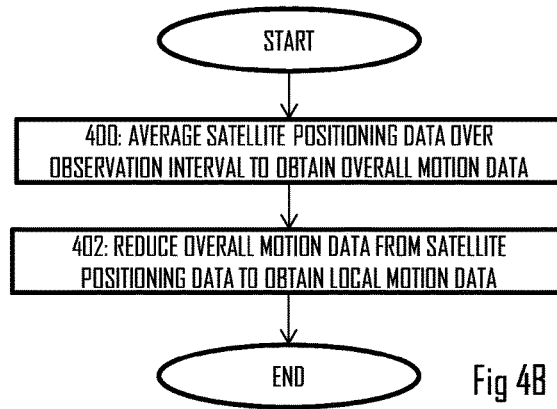 START
400: AVERAGE SATELLITE POSITIONING DATA OVER
OBSERVATION INTERVAL TO OBTAIN OVERALL MOTION DATA
402: REDUCE OVERALL MOTION DATA FROM SATELLITE
POSITIONING DATA TO OBTAIN LOCAL MOTION DATA
END
Fig 4B